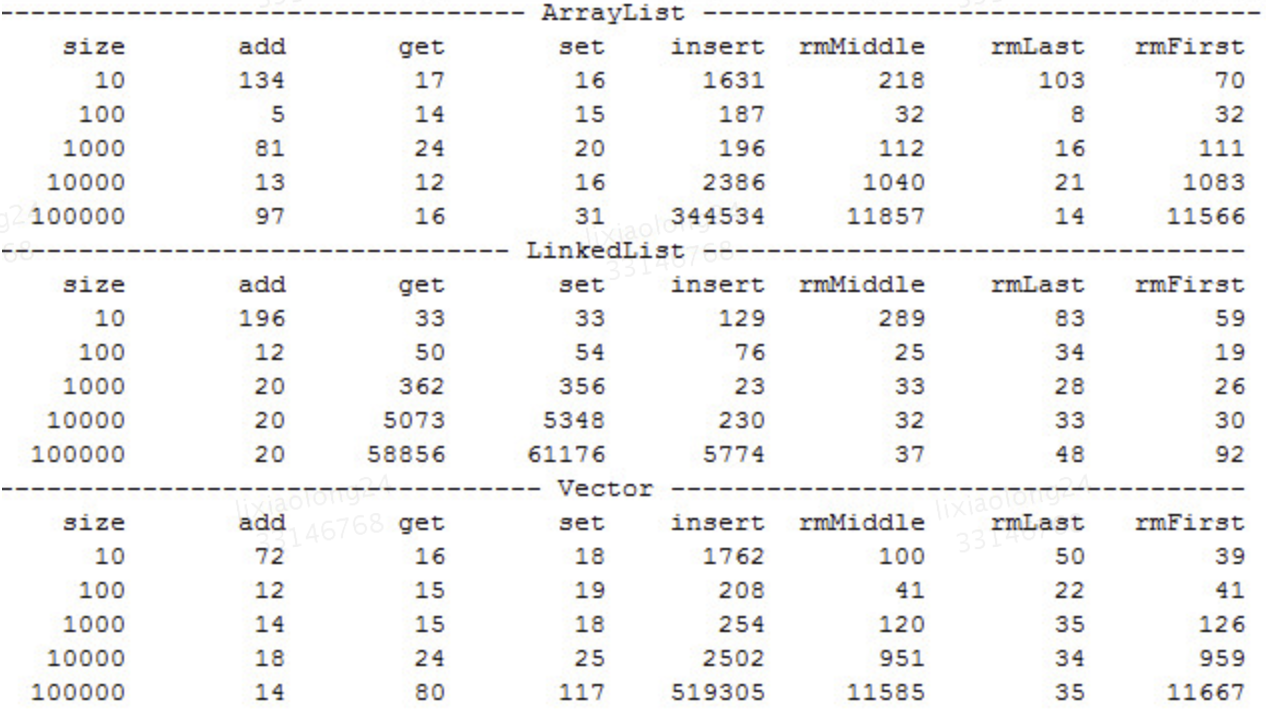 ------------------------------- ArrayList -----------------------------------
size add get set insert rmMiddle rmLast rmFirst
10 134 17 16 1631 218 103 70
100 5 14 15 187 32 8 32
1000 81 24 20 196 112 16 111
10000 13 12 16 2386 1040 21 1083
100000 97 16 31 344534 11857 14 11566
------------------------------- LinkedList -----------------------------------
size add get set insert rmMiddle rmLast rmFirst
10 196 33 33 129 289 83 59
100 12 50 54 76 25 34 19
1000 20 362 356 23 33 28 26
10000 20 5073 5348 230 32 33 30
100000 20 58856 61176 5774 37 48 92
--------------------------------- Vector ------------------------------------
size add get set insert rmMiddle rmLast rmFirst
10 72 16 18 1762 100 50 39
100 12 15 19 208 41 22 41
1000 14 15 18 254 120 35 126
10000 18 24 25 2502 951 34 959
100000 14 80 117 519305 11585 35 11667
lixiaolong24
33146768
lixiaolong24
33146768
lixiaolong24
33146768